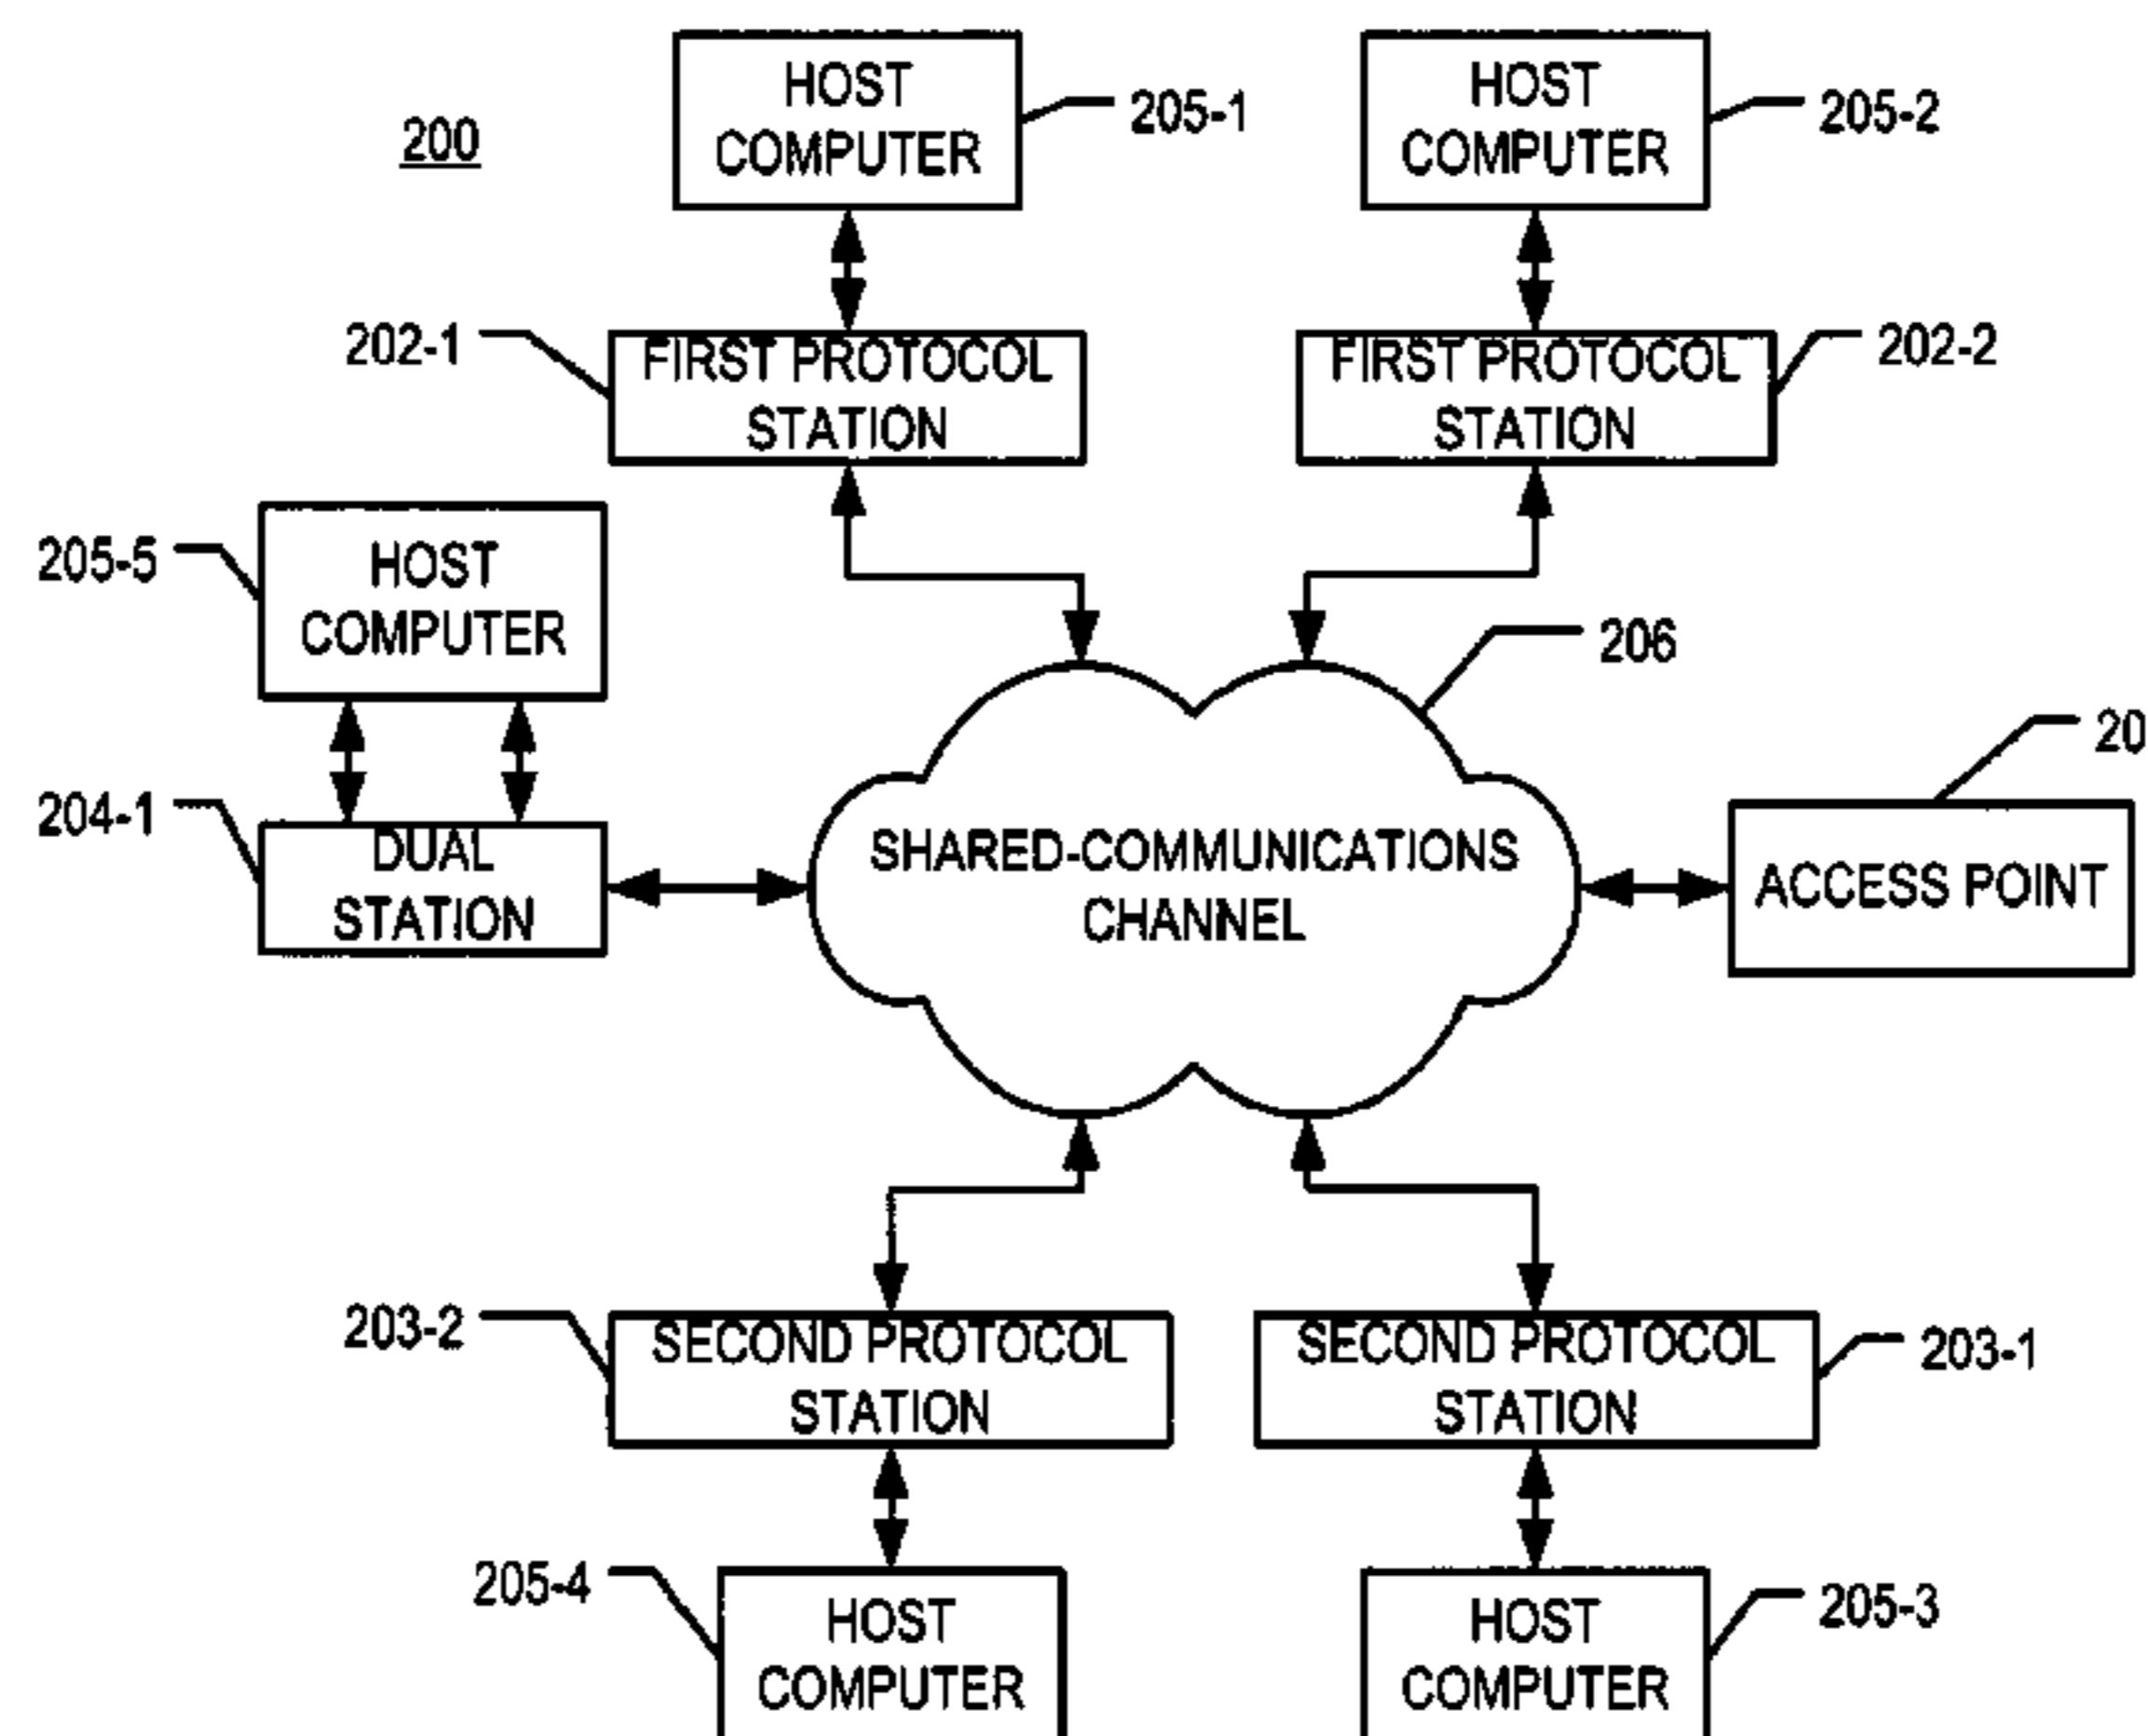 200
HOST
COMPUTER
205-1
HOST
COMPUTER
205-2
202-1
FIRST PROTOCOL
STATION
FIRST PROTOCOL
STATION
202-2
205-5
HOST
COMPUTER
206
204-1
DUAL
STATION
SHARED-COMMUNICATIONS
CHANNEL
20
ACCESS POINT
203-2
SECOND PROTOCOL
STATION
SECOND PROTOCOL
STATION
203-1
205-4
HOST
COMPUTER
HOST
COMPUTER
205-3